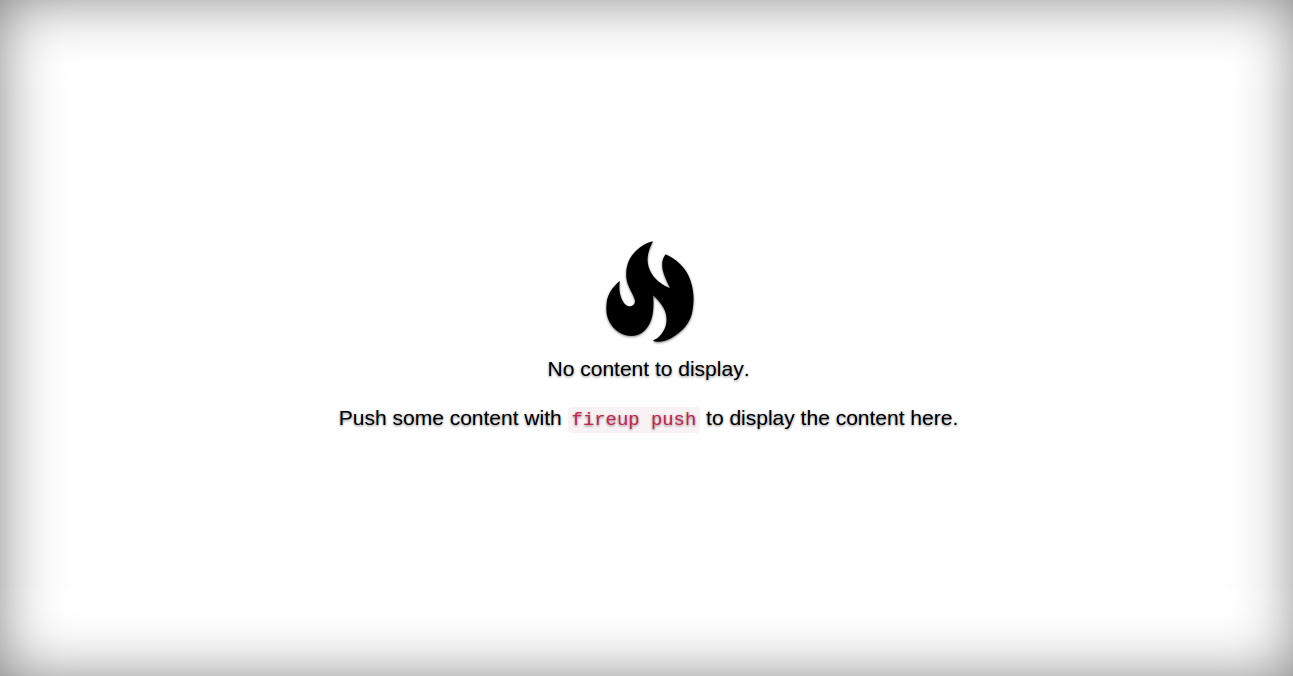 No content to display.
Push some content with fireup push to display the content here.